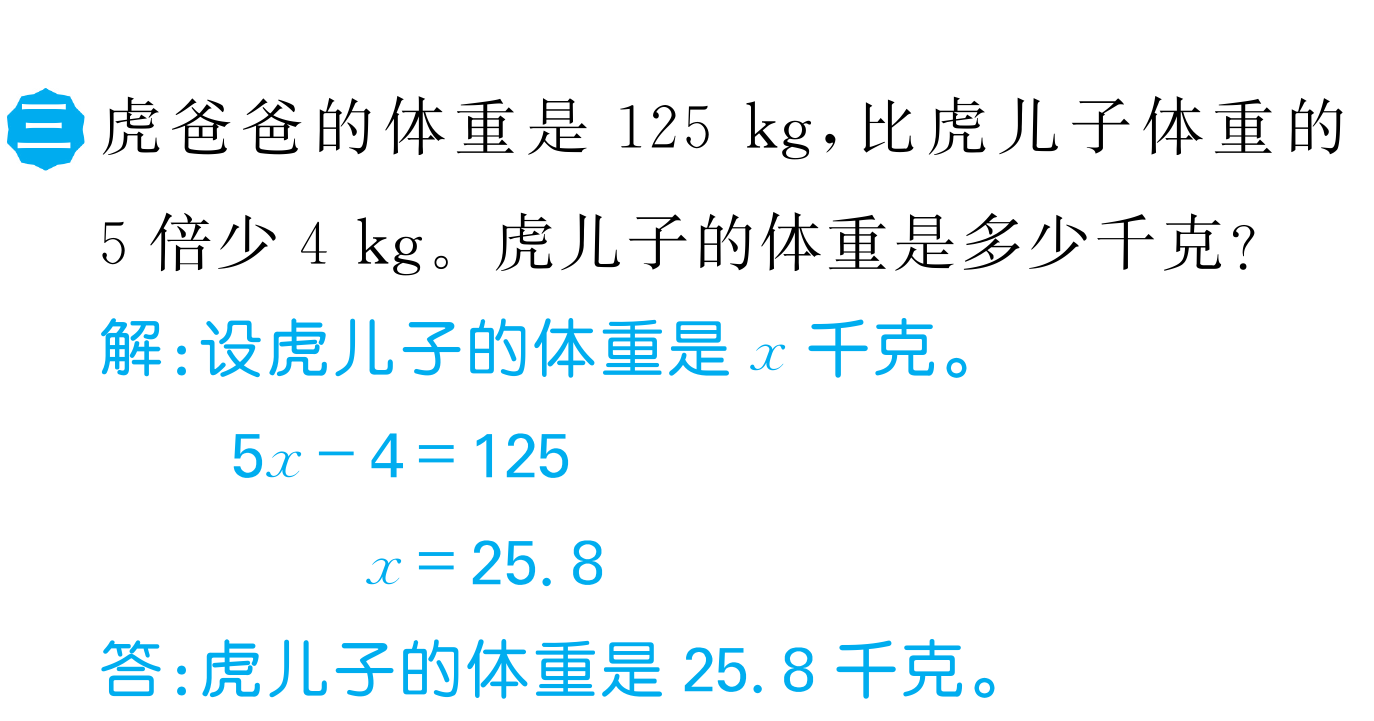 三 虎爸爸的体重是 125 kg,比虎儿子体重的
5 倍少 4 kg。虎儿子的体重是多少千克?
解:设虎儿子的体重是 x 千克。
5x－4＝125
x＝25.8
答:虎儿子的体重是 25.8 千克。